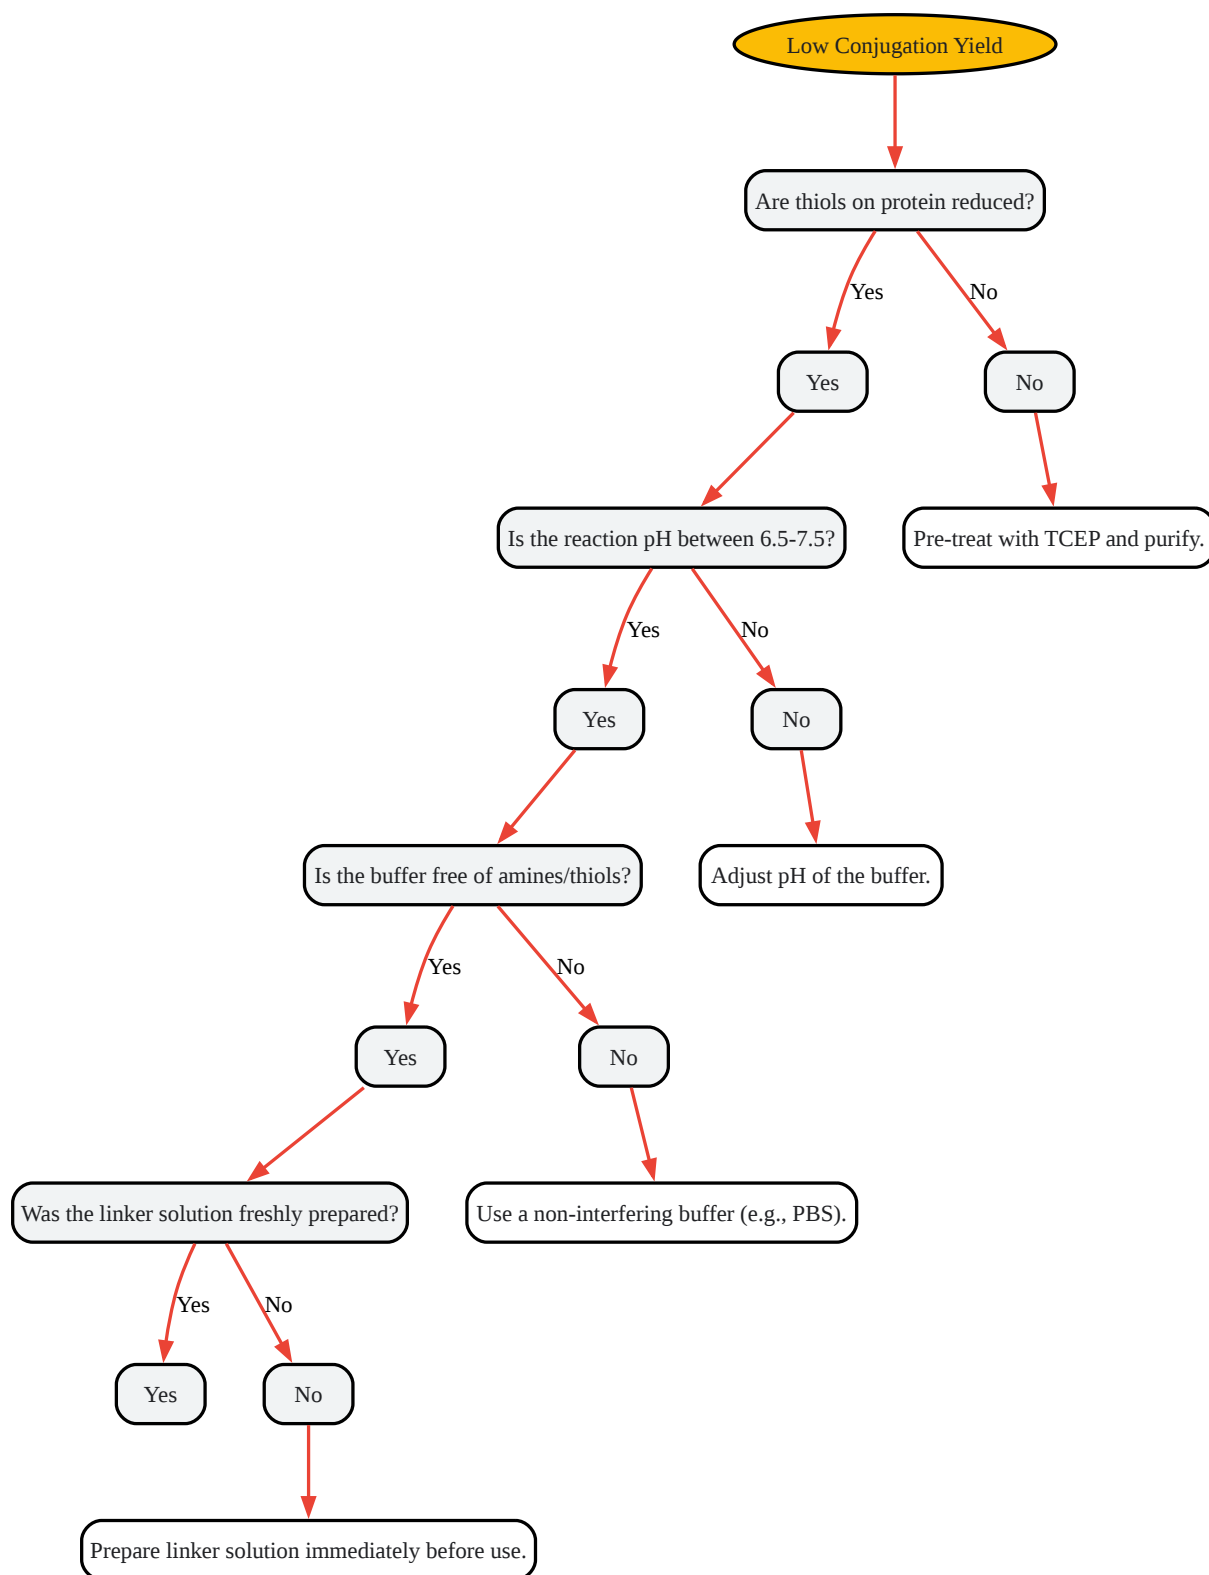 Low Conjugation Yield
Are thiols on protein reduced?
Yes
No
Yes
No
Is the reaction pH between 6.5-7.5?
Pre-treat with TCEP and purify.
Yes
No
Yes
No
Is the buffer free of amines/thiols?
Adjust pH of the buffer.
Yes
No
Yes
No
Was the linker solution freshly prepared?
Use a non-interfering buffer (e.g., PBS).
Yes
No
Yes
No
Prepare linker solution immediately before use.